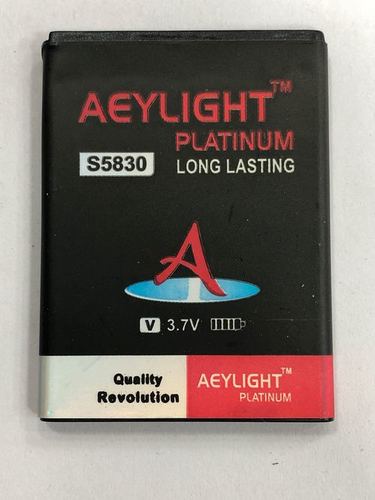 AEYLIGHT™
PLATINUM
S5830 LONG LASTING
A
V 3.7V
Quality
Revolution
AEYLIGHT™
PLATINUM